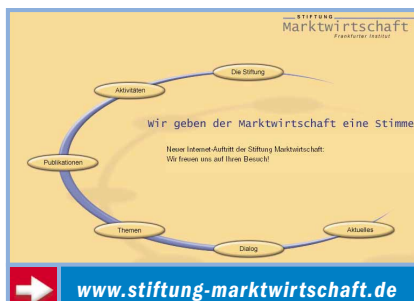 STIFTUNG
Marktwirtschaft
Frankfurter Institut
Die Stiftung
Aktivitäten
Wir geben der Marktwirtschaft eine Stimme
Neuer Internet-Auftritt der Stiftung Marktwirtschaft:
Wir freuen uns auf Ihren Besuch!
Publikationen
Themen
Aktuelles
Dialog
www.stiftung-marktwirtschaft.de